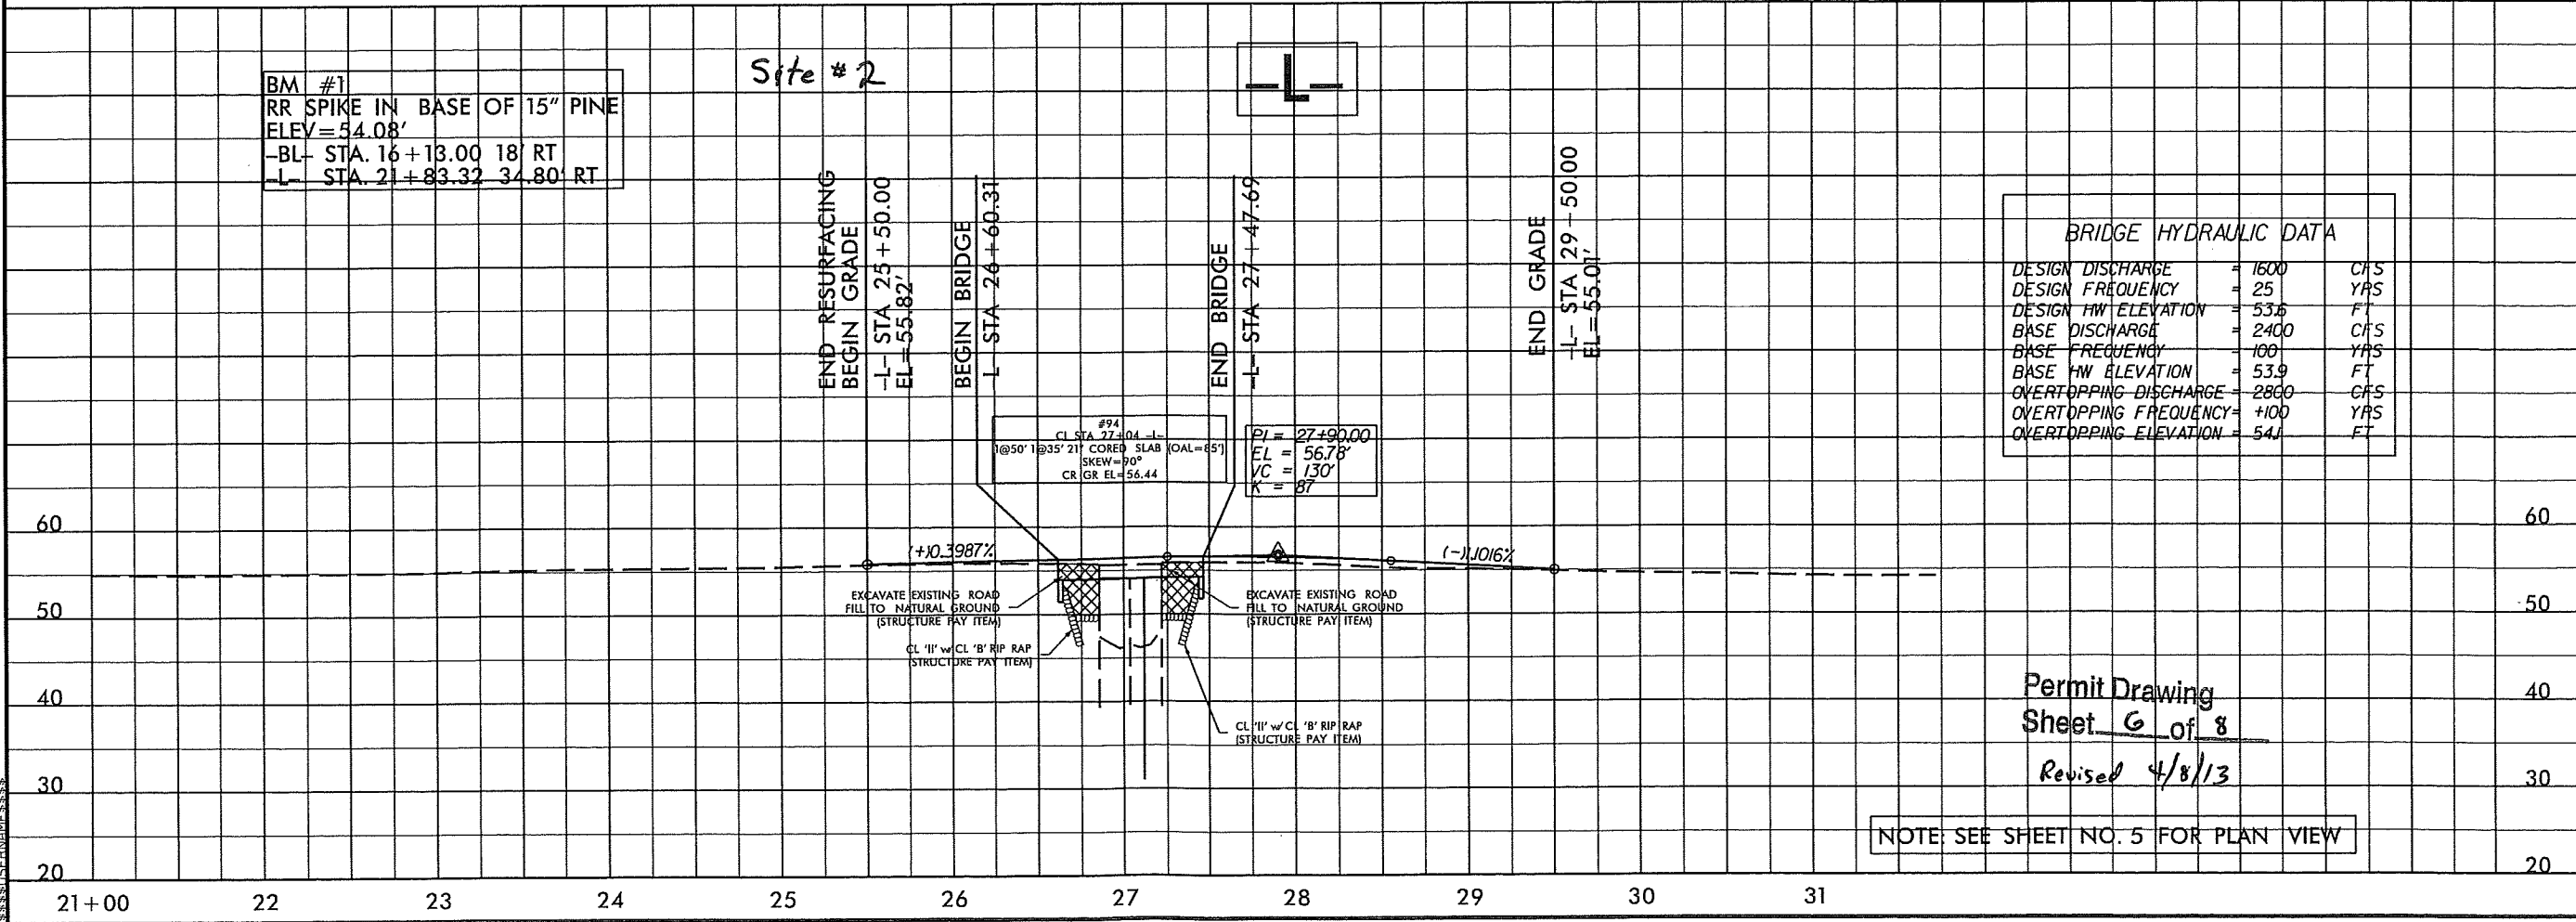 Site #2
-L-
BM #1
RR SPIKE IN BASE OF 15" PINE
ELEV=54.08'
-BL- STA. 16+13.00 18' RT
-L- STA. 21+83.32 34.80' RT
END RESURFACING
BEGIN GRADE
-L- STA 25+50.00
EL=55.82'
BEGIN BRIDGE
-L- STA 26+60.31
END BRIDGE
-L- STA 27+47.69
END GRADE
-L- STA 29+50.00
EL=55.01'
BRIDGE HYDRAULIC DATA
DESIGN DISCHARGE = 1600 CFS
DESIGN FREQUENCY = 25 YRS
DESIGN HW ELEVATION = 53.6 FT
BASE DISCHARGE = 2400 CFS
BASE FREQUENCY = 100 YRS
BASE HW ELEVATION = 53.9 FT
OVERTOPPING DISCHARGE = 2800 CFS
OVERTOPPING FREQUENCY= +100 YRS
OVERTOPPING ELEVATION = 54.1 FT
#94
CL STA 27+04 -L-
1@50' 1@35' 21" CORED SLAB (OAL=85')
SKEW=90°
CR GR EL=56.44
PI = 27+90.00
EL = 56.78'
VC = 130'
K = 87
60
60
(+)0.3987%
(-)1.1016%
EXCAVATE EXISTING ROAD
FILL TO NATURAL GROUND
(STRUCTURE PAY ITEM)
EXCAVATE EXISTING ROAD
FILL TO NATURAL GROUND
(STRUCTURE PAY ITEM)
50
50
CL 'II' w/ CL 'B' RIP RAP
(STRUCTURE PAY ITEM)
CL 'II' w/ CL 'B' RIP RAP
(STRUCTURE PAY ITEM)
40
40
Permit Drawing
Sheet 6 of 8
Revised 4/8/13
30
30
NOTE: SEE SHEET NO. 5 FOR PLAN VIEW
20
20
21+00 22 23 24 25 26 27 28 29 30 31